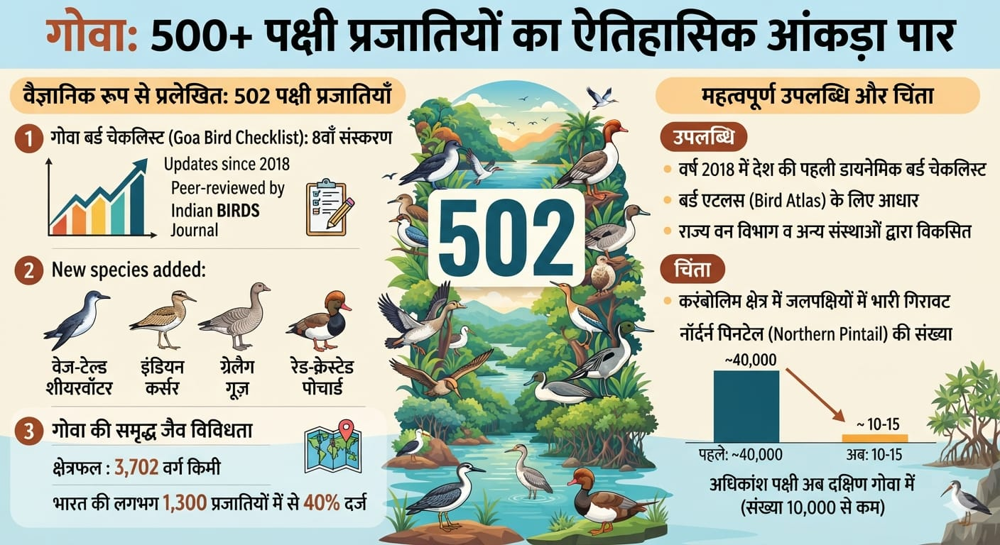 गोवा: 500+ पक्षी प्रजातियों का ऐतिहासिक आंकड़ा पार
वैज्ञानिक रूप से प्रलेखित: 502 पक्षी प्रजातियाँ
1 गोवा बर्ड चेकलिस्ट (Goa Bird Checklist): 8वाँ संस्करण
Updates since 2018
Peer-reviewed by
Indian BIRDS
Journal
2 New species added:
वेज-टेल्ड
शीयरवॉटर
इंडियन
कर्सर
ग्रेलैग
गूज़
रेड-क्रेस्टेड
पोचार्ड
3 गोवा की समृद्ध जैव विविधता
क्षेत्रफल : 3,702 वर्ग किमी
भारत की लगभग 1,300 प्रजातियों में से 40% दर्ज
502
महत्वपूर्ण उपलब्धि और चिंता
उपलब्धि
• वर्ष 2018 में देश की पहली डायनेमिक बर्ड चेकलिस्ट
• बर्ड एटलस (Bird Atlas) के लिए आधार
• राज्य वन विभाग व अन्य संस्थाओं द्वारा विकसित
चिंता
• करंबोलिम क्षेत्र में जलपक्षियों में भारी गिरावट
नॉर्दर्न पिनटेल (Northern Pintail) की संख्या
~40,000
~ 10-15
पहले: ~40,000
अब: 10-15
अधिकांश पक्षी अब दक्षिण गोवा में
(संख्या 10,000 से कम)